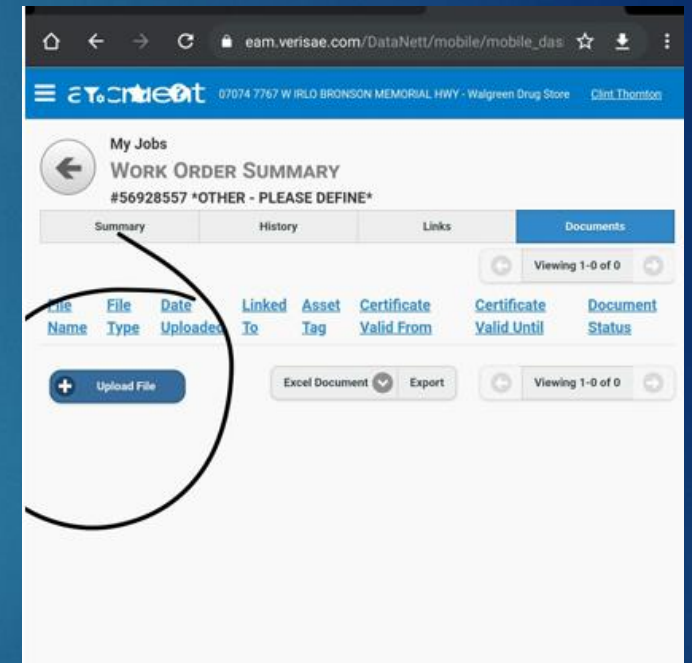 eam.verisae.com/DataNett/mobile/mobile_das
07074 7767 W IRLO BRONSON MEMORIAL HWY - Walgreen Drug Store Clint Thornton
My Jobs
WORK ORDER SUMMARY
#56928557 *OTHER - PLEASE DEFINE*
Summary History Links Documents
Viewing 1-0 of 0
File Name File Type Date Uploaded Linked To Asset Tag Certificate Valid From Certificate Valid Until Document Status
Upload File Excel Document Export Viewing 1-0 of 0